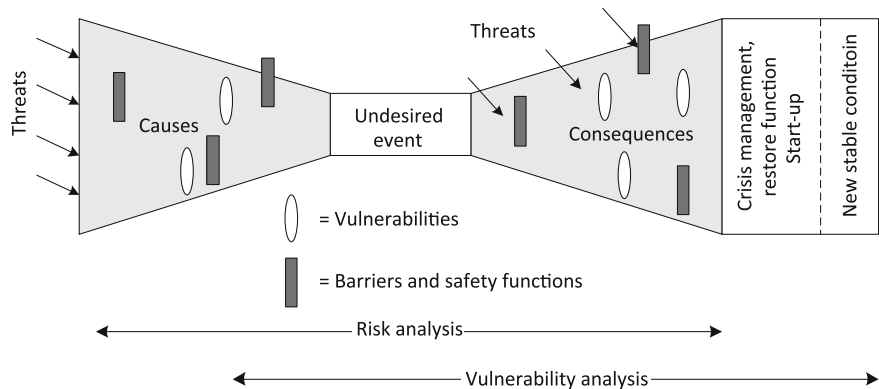 Threats
Causes
Undesired
event
Threats
Consequences
Crisis management,
restore function
Start-up
New stable conditoin
= Vulnerabilities
= Barriers and safety functions
Risk analysis
Vulnerability analysis